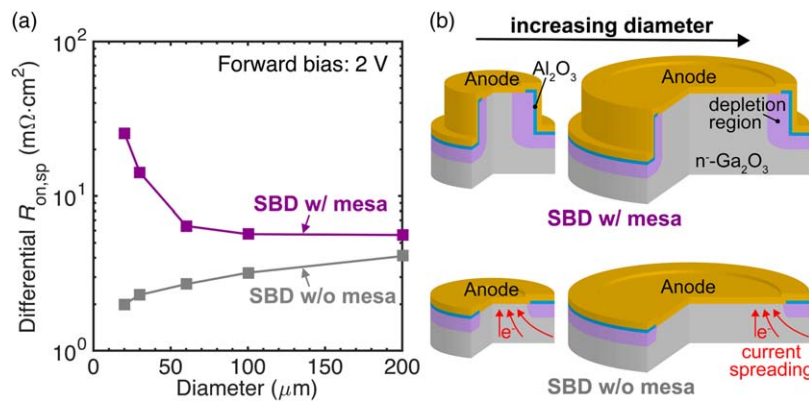 (a)
Differential R_on,sp (mΩ·cm²)
10²
10¹
10⁰
Forward bias: 2 V
SBD w/ mesa
SBD w/o mesa
0 50 100 150 200
Diameter (μm)
(b)
increasing diameter
Al₂O₃
Anode
Anode
depletion
region
n⁻-Ga₂O₃
SBD w/ mesa
Anode
Anode
e⁻
e⁻
current
spreading
SBD w/o mesa